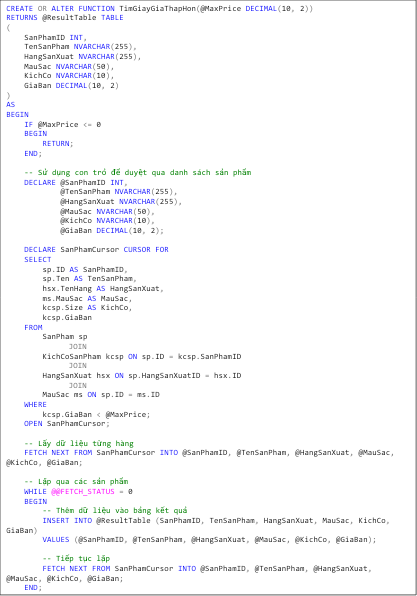 CREATE OR ALTER FUNCTION TimGiayGiaThapHon(@MaxPrice DECIMAL(10, 2))
RETURNS @ResultTable TABLE
(
SanPhamID INT,
TenSanPham NVARCHAR(255),
HangSanXuat NVARCHAR(255),
MauSac NVARCHAR(50),
KichCo NVARCHAR(10),
GiaBan DECIMAL(10, 2)
)
AS
BEGIN
IF @MaxPrice <= 0
BEGIN
RETURN;
END;
-- Sử dụng con trỏ để duyệt qua danh sách sản phẩm
DECLARE @SanPhamID INT,
@TenSanPham NVARCHAR(255),
@HangSanXuat NVARCHAR(255),
@MauSac NVARCHAR(50),
@KichCo NVARCHAR(10),
@GiaBan DECIMAL(10, 2);
DECLARE SanPhamCursor CURSOR FOR
SELECT
sp.ID AS SanPhamID,
sp.Ten AS TenSanPham,
hsx.TenHang AS HangSanXuat,
ms.MauSac AS MauSac,
kcsp.Size AS KichCo,
kcsp.GiaBan
FROM
SanPham sp
JOIN
KichCoSanPham kcsp ON sp.ID = kcsp.SanPhamID
JOIN
HangSanXuat hsx ON sp.HangSanXuatID = hsx.ID
JOIN
MauSac ms ON sp.ID = ms.ID
WHERE
kcsp.GiaBan < @MaxPrice;
OPEN SanPhamCursor;
-- Lấy dữ liệu từng hàng
FETCH NEXT FROM SanPhamCursor INTO @SanPhamID, @TenSanPham, @HangSanXuat, @MauSac,
@KichCo, @GiaBan;
-- Lặp qua các sản phẩm
WHILE @@FETCH_STATUS = 0
BEGIN
-- Thêm dữ liệu vào bảng kết quả
INSERT INTO @ResultTable (SanPhamID, TenSanPham, HangSanXuat, MauSac, KichCo,
GiaBan)
VALUES (@SanPhamID, @TenSanPham, @HangSanXuat, @MauSac, @KichCo, @GiaBan);
-- Tiếp tục lặp
FETCH NEXT FROM SanPhamCursor INTO @SanPhamID, @TenSanPham, @HangSanXuat,
@MauSac, @KichCo, @GiaBan;
END;